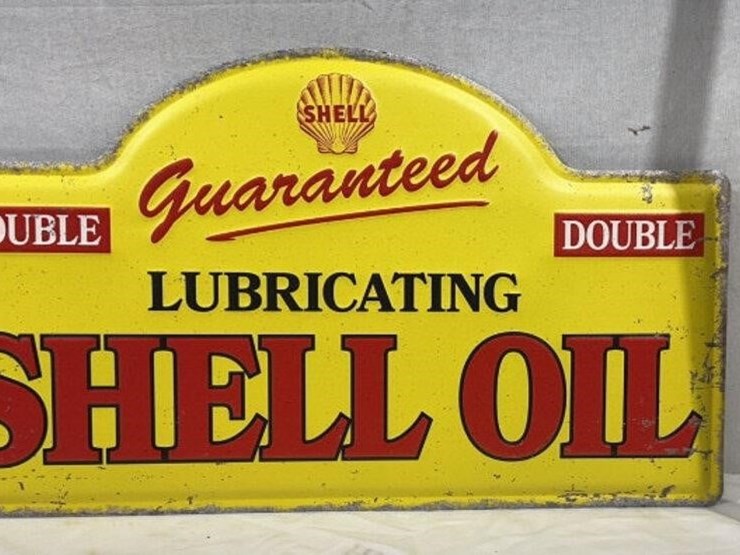 SHELL
Guaranteed
OUBLE DOUBLE
LUBRICATING
SHELL OIL